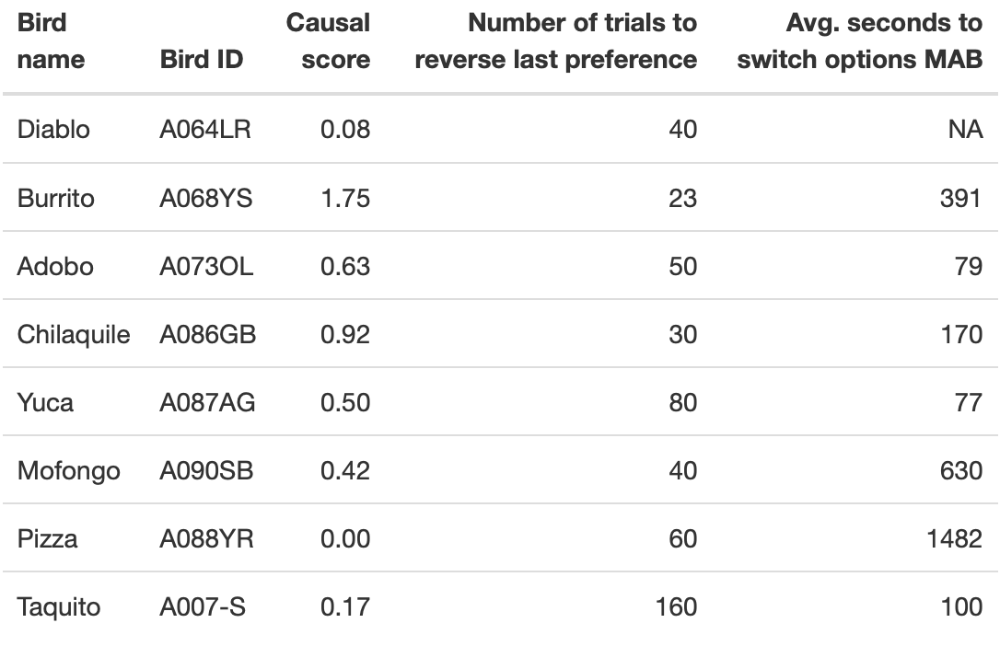 Bird name Bird ID Causal score Number of trials to reverse last preference Avg. seconds to switch options MAB
Diablo A064LR 0.08 40 NA
Burrito A068YS 1.75 23 391
Adobo A073OL 0.63 50 79
Chilaquile A086GB 0.92 30 170
Yuca A087AG 0.50 80 77
Mofongo A090SB 0.42 40 630
Pizza A088YR 0.00 60 1482
Taquito A007-S 0.17 160 100